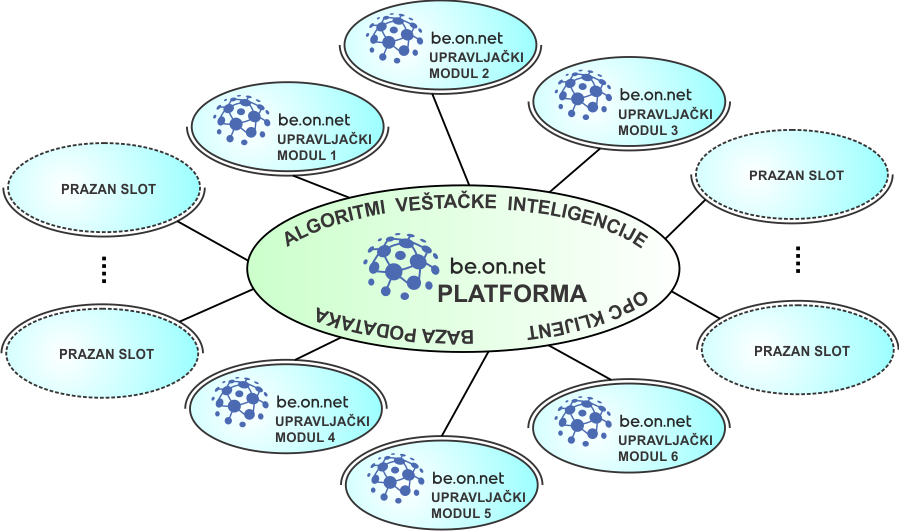 be.on.net
UPRAVLJAČKI
MODUL 2
be.on.net
UPRAVLJAČKI
MODUL 1
be.on.net
UPRAVLJAČKI
MODUL 3
PRAZAN SLOT
PRAZAN SLOT
ALGORITMI VEŠTAČKE INTELIGENCIJE
be.on.net
PLATFORMA
BAZA PODATAKA
OPC KLIJENT
PRAZAN SLOT
PRAZAN SLOT
be.on.net
UPRAVLJAČKI
MODUL 4
be.on.net
UPRAVLJAČKI
MODUL 5
be.on.net
UPRAVLJAČKI
MODUL 6